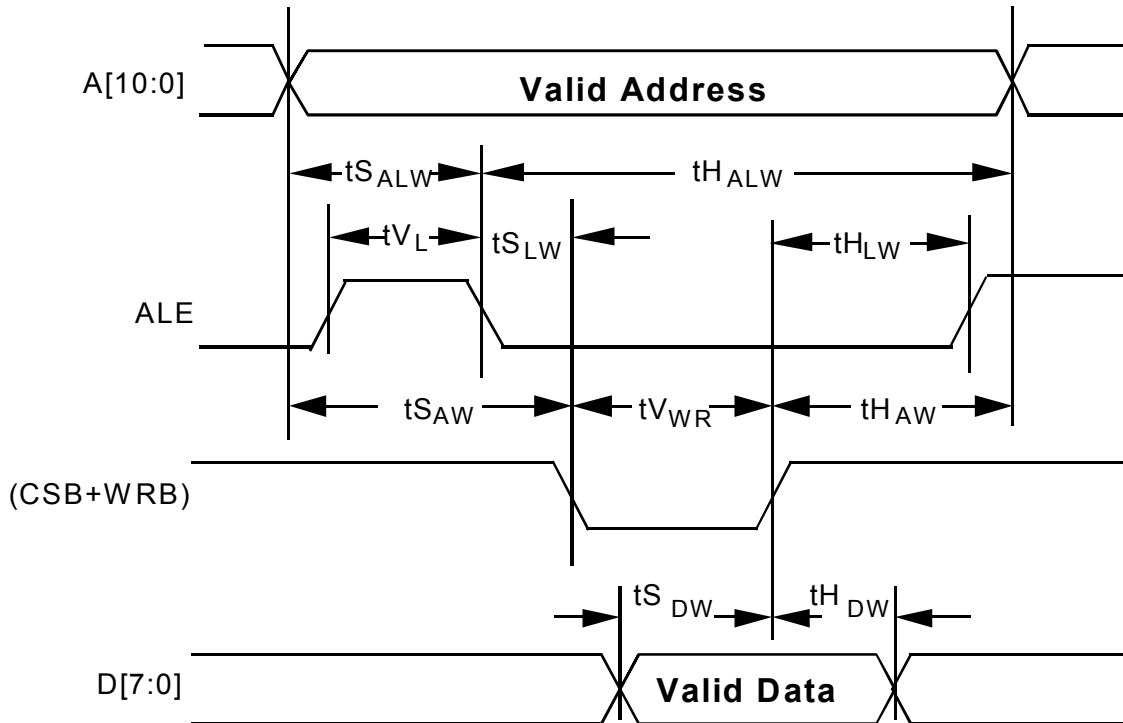 A[10:0]
Valid Address
tS ALW
tH ALW
tV L
tS LW
tH LW
ALE
tS AW
tV WR
tH AW
(CSB+WRB)
tS DW
tH DW
D[7:0]
Valid Data